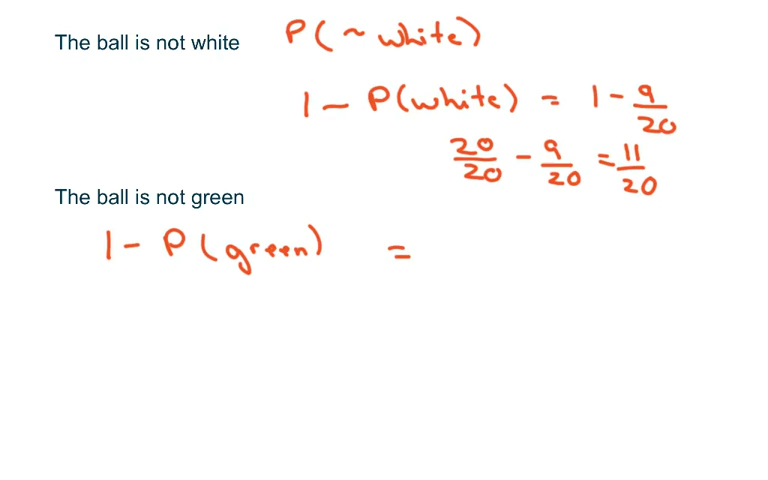 The ball is not white P(~ white)
1 - P(white) = 1 - 9/20
20/20 - 9/20 = 11/20
The ball is not green
1 - P(green) =